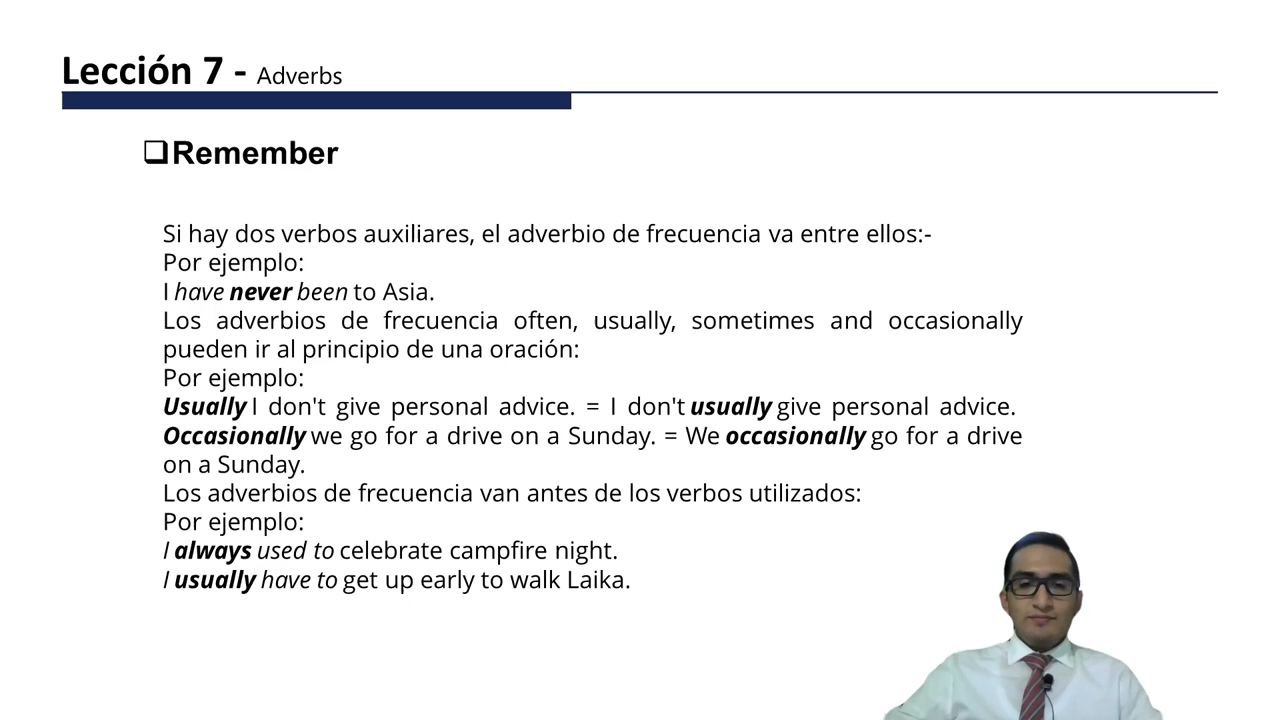 Lección 7 - Adverbs
Remember
Si hay dos verbos auxiliares, el adverbio de frecuencia va entre ellos:-
Por ejemplo:
I have never been to Asia.
Los adverbios de frecuencia often, usually, sometimes and occasionally
pueden ir al principio de una oración:
Por ejemplo:
Usually I don't give personal advice. = I don't usually give personal advice.
Occasionally we go for a drive on a Sunday. = We occasionally go for a drive
on a Sunday.
Los adverbios de frecuencia van antes de los verbos utilizados:
Por ejemplo:
I always used to celebrate campfire night.
I usually have to get up early to walk Laika.